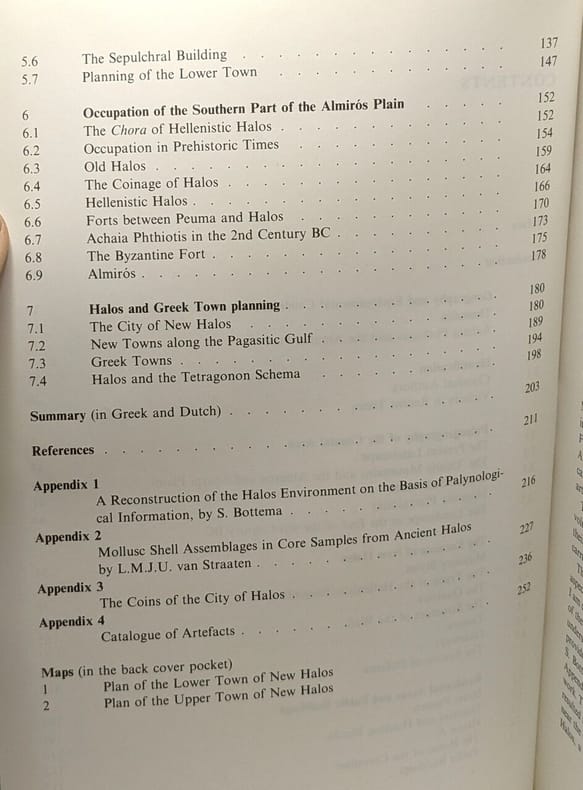 5.6 The Sepulchral Building . . . . . . . . . . . . . . 137
5.7 Planning of the Lower Town . . . . . . . . . . . . 147
6 Occupation of the Southern Part of the Almirós Plain . . . . . 152
6.1 The Chora of Hellenistic Halos . . . . . . . . . . . 152
6.2 Occupation in Prehistoric Times . . . . . . . . . . . 154
6.3 Old Halos . . . . . . . . . . . . . . . . . 159
6.4 The Coinage of Halos . . . . . . . . . . . . . . 164
6.5 Hellenistic Halos . . . . . . . . . . . . . . . 166
6.6 Forts between Peuma and Halos . . . . . . . . . . 170
6.7 Achaia Phthiotis in the 2nd Century BC . . . . . . . . 173
6.8 The Byzantine Fort . . . . . . . . . . . . . . . 175
6.9 Almirós . . . . . . . . . . . . . . . . . . 178
7 Halos and Greek Town planning . . . . . . . . . . . 180
7.1 The City of New Halos . . . . . . . . . . . . . 180
7.2 New Towns along the Pagasitic Gulf . . . . . . . . . 189
7.3 Greek Towns . . . . . . . . . . . . . . . . 194
7.4 Halos and the Tetragonon Schema . . . . . . . . . 198
Summary (in Greek and Dutch) . . . . . . . . . . . . . 203
References . . . . . . . . . . . . . . . . . . . 211
Appendix 1
A Reconstruction of the Halos Environment on the Basis of Palynologi-
cal Information, by S. Bottema . . . . . . . . . . . 216
Appendix 2
Mollusc Shell Assemblages in Core Samples from Ancient Halos
by L.M.J.U. van Straaten . . . . . . . . . . . . . 227
Appendix 3
The Coins of the City of Halos . . . . . . . . . . . 236
Appendix 4
Catalogue of Artefacts . . . . . . . . . . . . . . 252
Maps (in the back cover pocket)
1 Plan of the Lower Town of New Halos
2 Plan of the Upper Town of New Halos